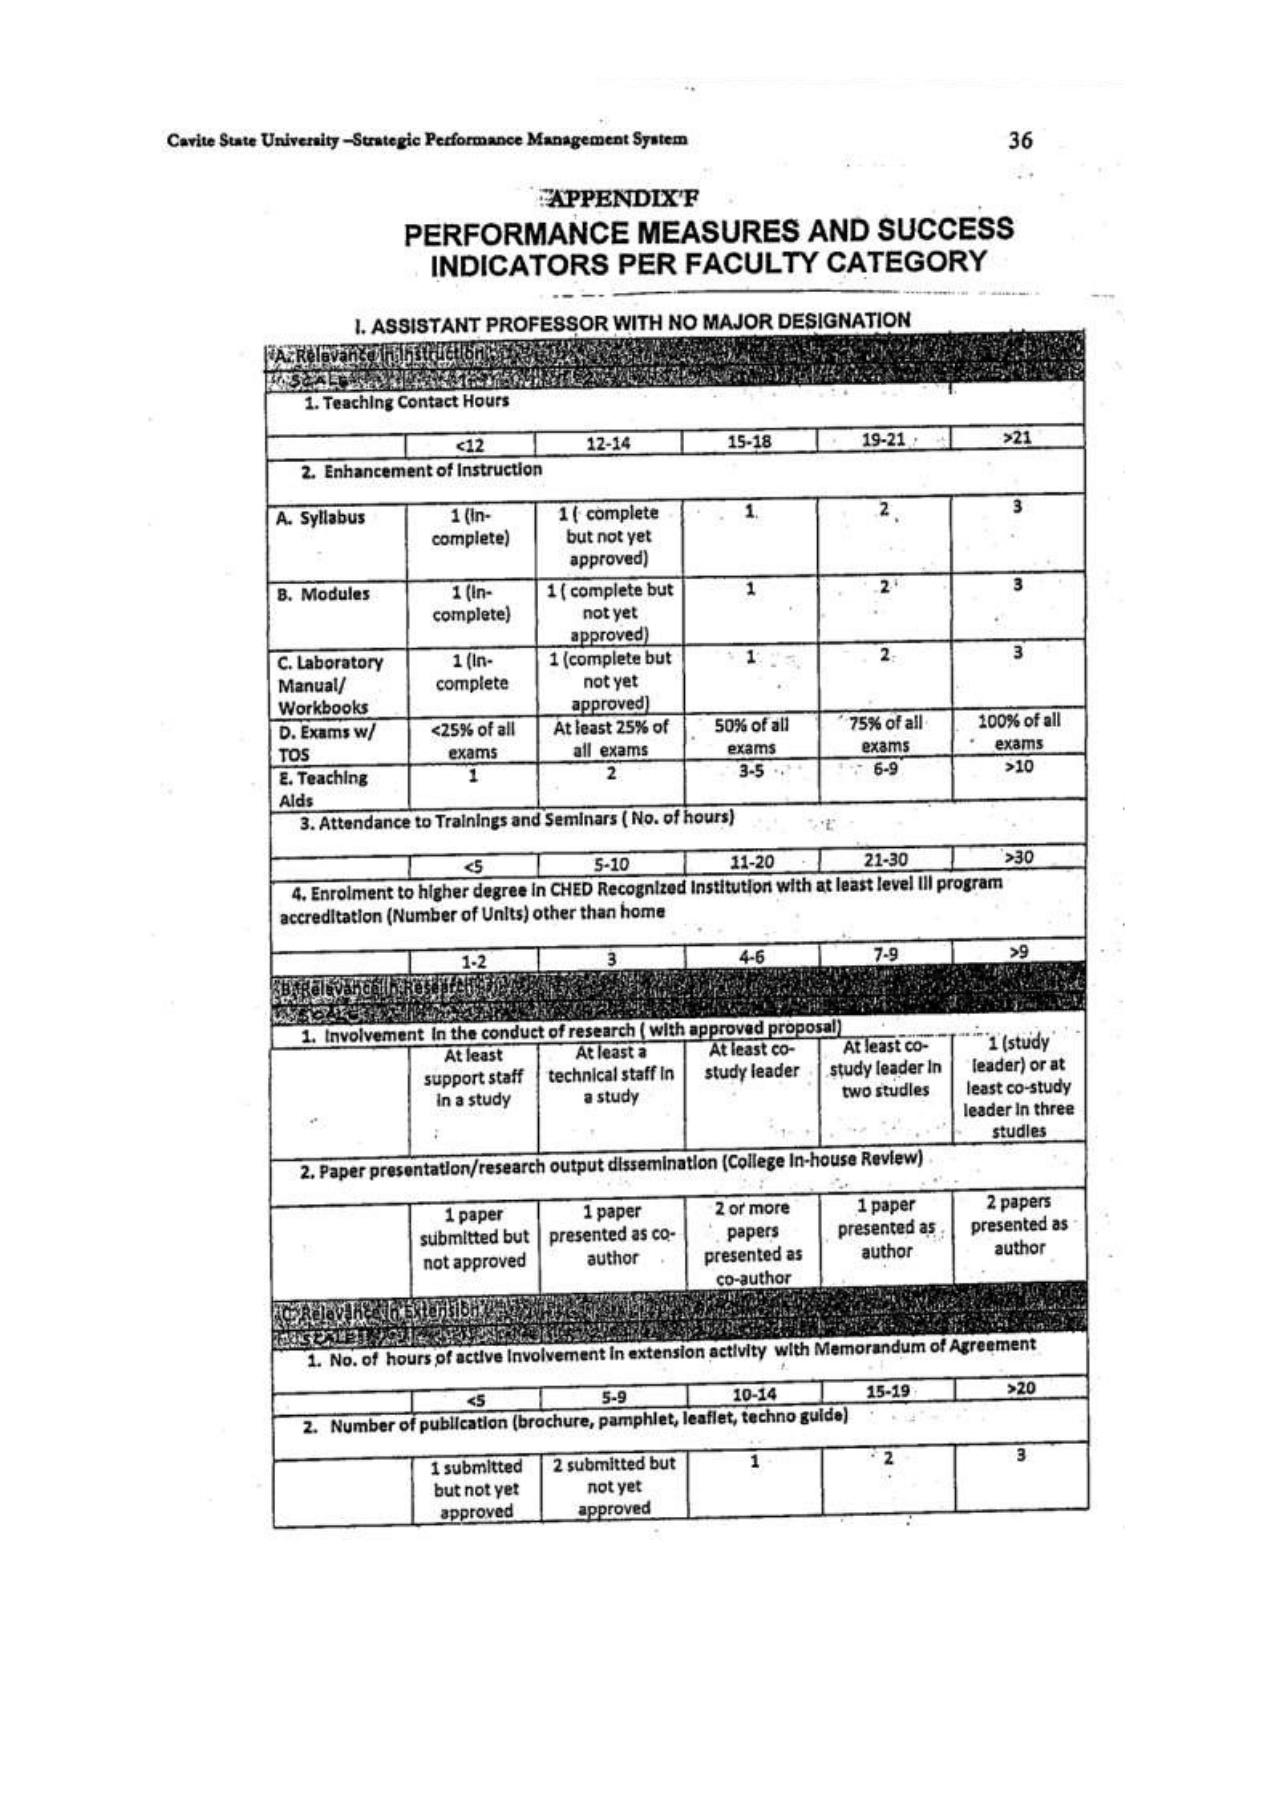 Cavite State University –Strategic Performance Management System 36
APPENDIX F
PERFORMANCE MEASURES AND SUCCESS
INDICATORS PER FACULTY CATEGORY
I. ASSISTANT PROFESSOR WITH NO MAJOR DESIGNATION
A. Relevance in Instruction
SCALE
1. Teaching Contact Hours
<12 12-14 15-18 19-21 >21
2. Enhancement of Instruction
A. Syllabus 1 (In- 1 ( complete 1. 2 3
complete) but not yet
approved)
B. Modules 1 (In- 1 ( complete but 1 2 3
complete) not yet
approved)
C. Laboratory 1 (In- 1 (complete but 1 2 3
Manual/ complete not yet
Workbooks approved)
D. Exams w/ <25% of all At least 25% of 50% of all 75% of all 100% of all
TOS exams all exams exams exams exams
E. Teaching 1 2 3-5 6-9 >10
Aids
3. Attendance to Trainings and Seminars ( No. of hours)
<5 5-10 11-20 21-30 >30
4. Enrolment to higher degree in CHED Recognized Institution with at least level III program
accreditation (Number of Units) other than home
1-2 3 4-6 7-9 >9
B. Relevance in Research
1. Involvement in the conduct of research ( with approved proposal)
At least At least a At least co- At least co- 1 (study
support staff technical staff in study leader study leader in leader) or at
in a study a study two studies least co-study
leader in three
studies
2. Paper presentation/research output dissemination (College In-house Review)
1 paper 1 paper 2 or more 1 paper 2 papers
submitted but presented as co- papers presented as presented as
not approved author presented as author author
co-author
C. Relevance in Extension
SCALE
1. No. of hours of active involvement in extension activity with Memorandum of Agreement
<5 5-9 10-14 15-19 >20
2. Number of publication (brochure, pamphlet, leaflet, techno guide)
1 submitted 2 submitted but 1 2 3
but not yet not yet
approved approved